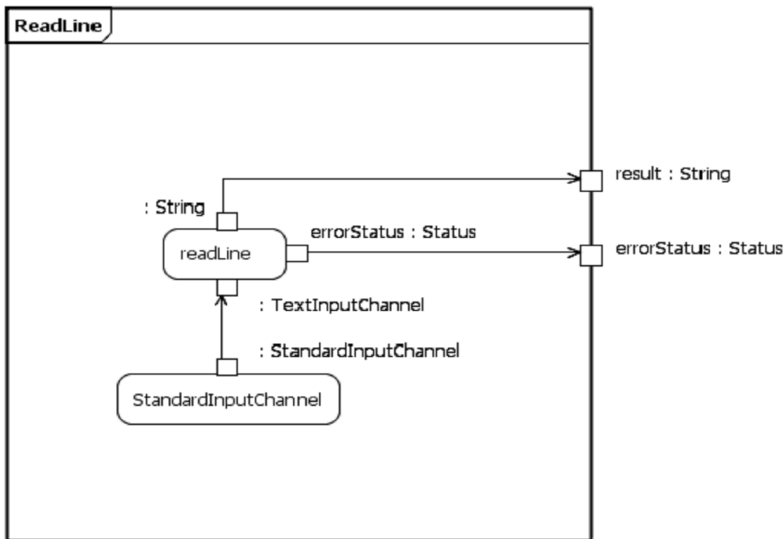 ReadLine
result : String
: String
errorStatus : Status
errorStatus : Status
readLine
: TextInputChannel
: StandardInputChannel
StandardInputChannel